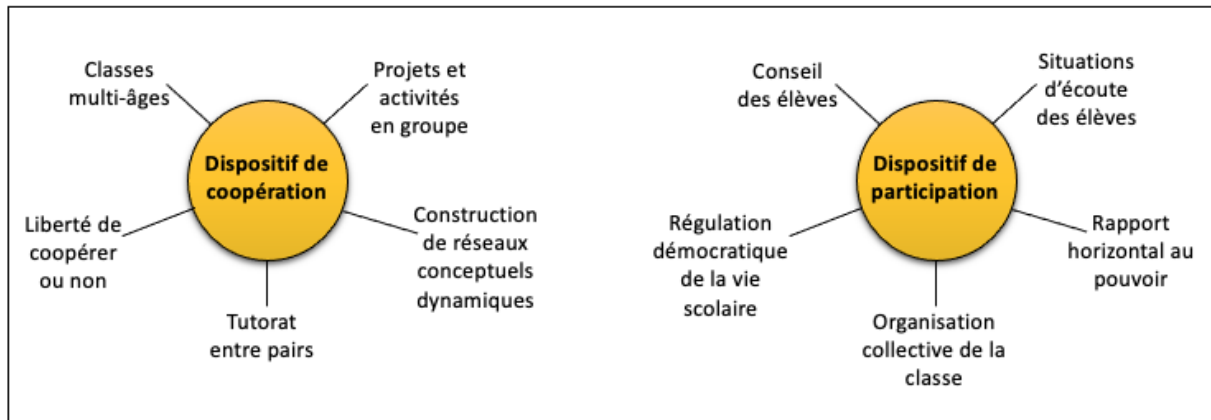 Classes
multi-âges
Projets et
activités
en groupe
Dispositif de
coopération
Liberté de
coopérer
ou non
Construction
de réseaux
conceptuels
dynamiques
Tutorat
entre pairs
Conseil
des élèves
Situations
d'écoute
des élèves
Dispositif de
participation
Régulation
démocratique
de la vie
scolaire
Rapport
horizontal au
pouvoir
Organisation
collective de la
classe